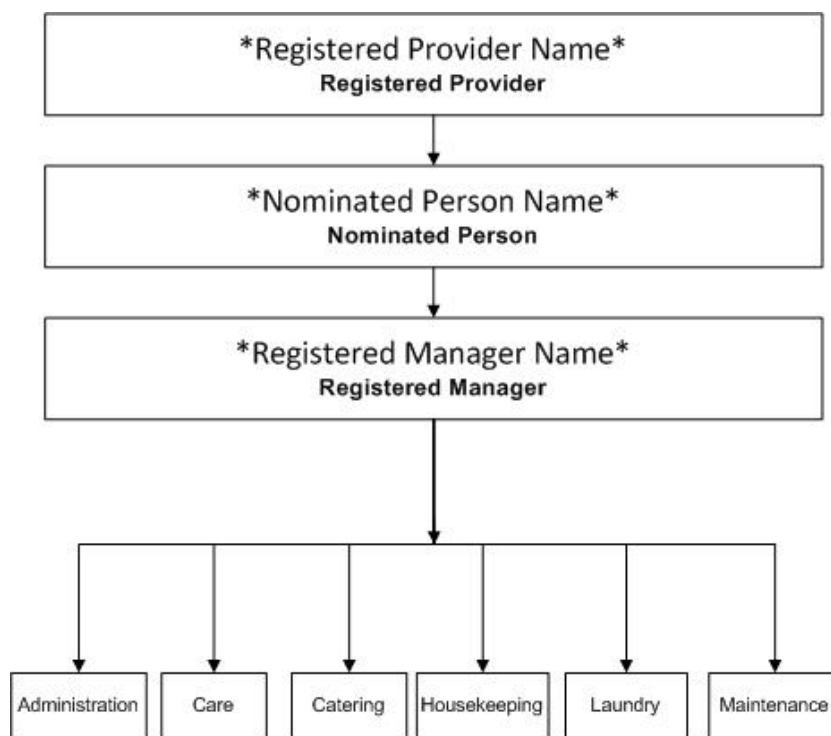 *Registered Provider Name*
Registered Provider
*Nominated Person Name*
Nominated Person
*Registered Manager Name*
Registered Manager
Administration
Care
Catering
Housekeeping
Laundry
Maintenance